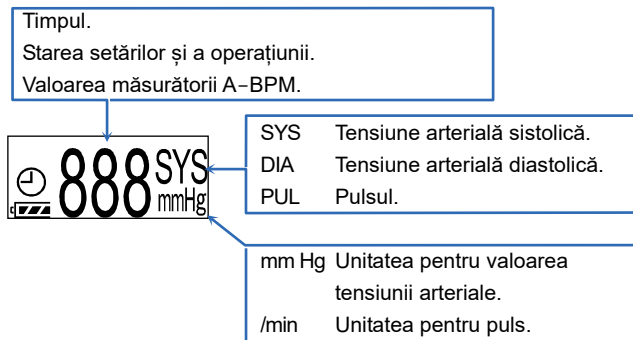 Timpul.
Starea setărilor și a operațiunii.
Valoarea măsurătorii A–BPM.
SYS Tensiune arterială sistolică.
DIA Tensiune arterială diastolică.
PUL Pulsul.
888 SYS
mmHg
mm Hg Unitatea pentru valoarea
tensiunii arteriale.
/min Unitatea pentru puls.